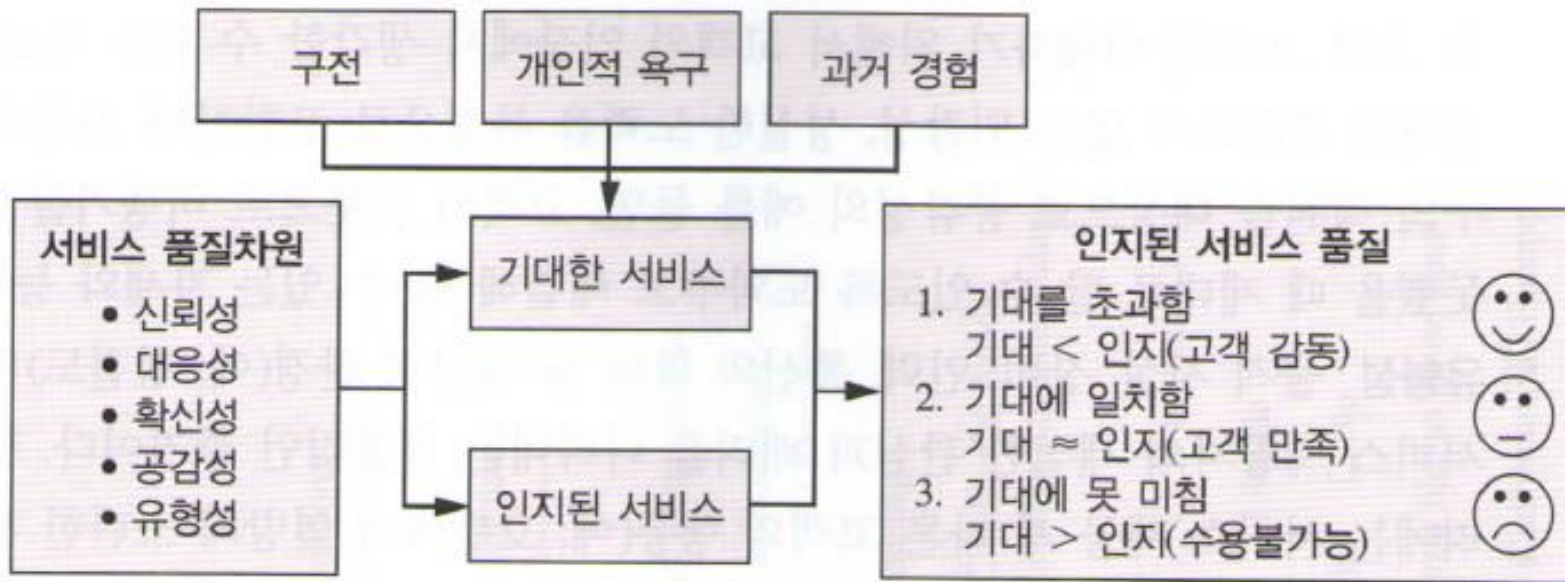 구전
개인적 욕구
과거 경험
서비스 품질차원
• 신뢰성
• 대응성
• 확신성
• 공감성
• 유형성
기대한 서비스
인지된 서비스
인지된 서비스 품질
1. 기대를 초과함
기대 < 인지(고객 감동)
2. 기대에 일치함
기대 ≈ 인지(고객 만족)
3. 기대에 못 미침
기대 > 인지(수용불가능)